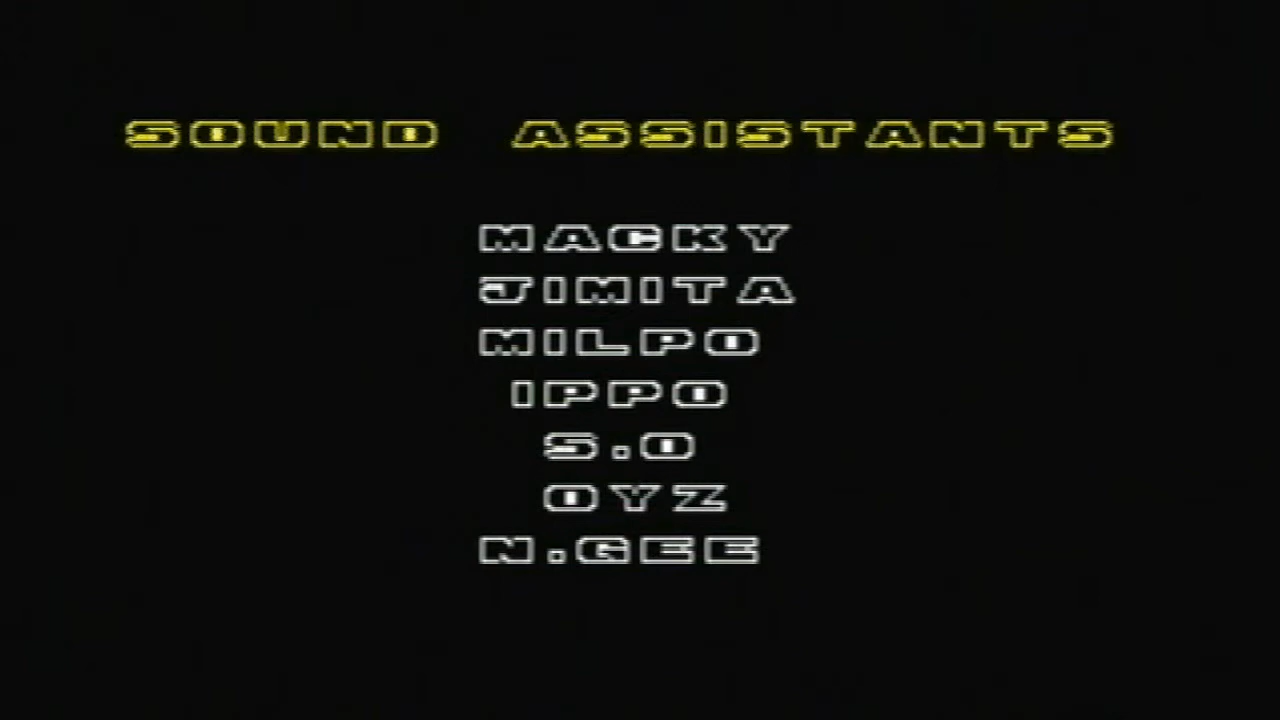 SOUND ASSISTANTS
MACKY
JIMITA
MILPO
IPPO
S.O
OYZ
N.GEE